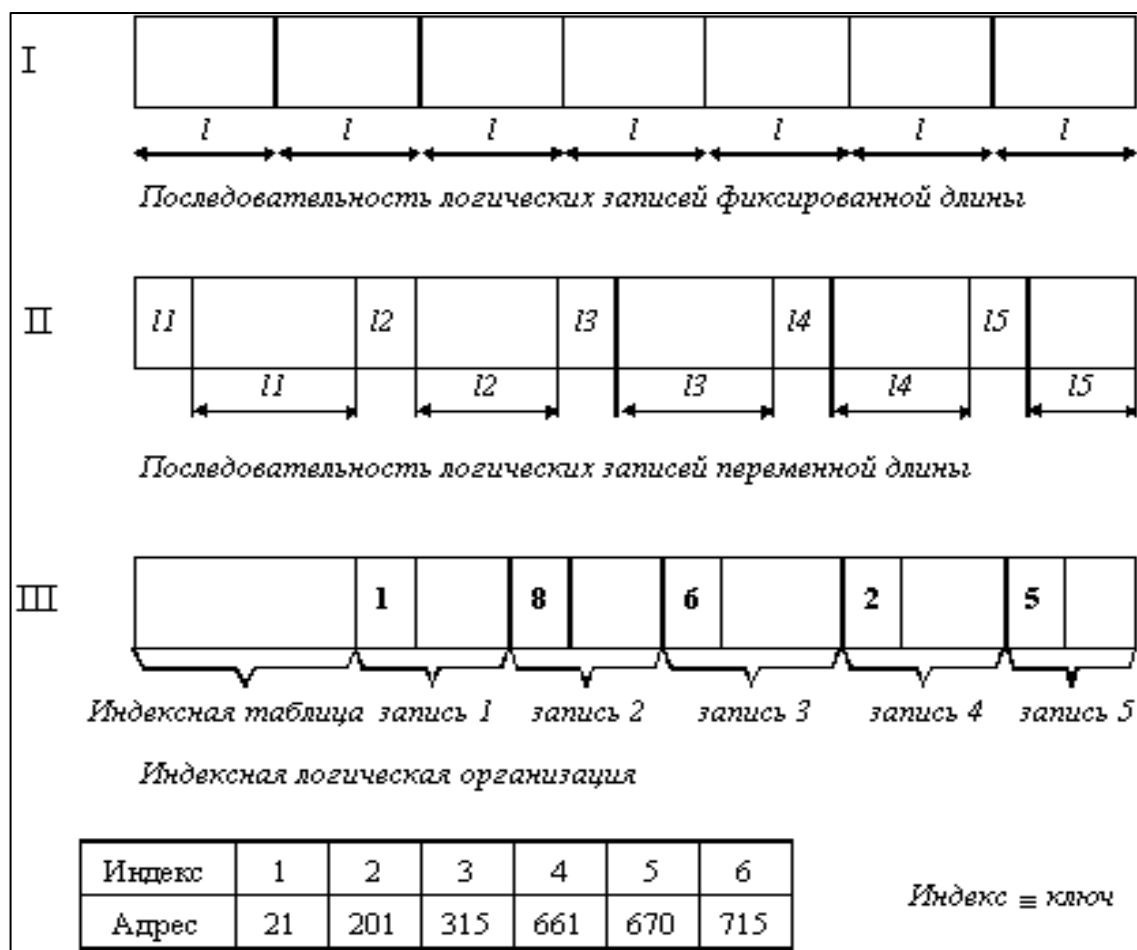 I
l l l l l l l
Последовательность логических записей фиксированной длины
II
l1 l2 l3 l4 l5
l1 l2 l3 l4 l5
Последовательность логических записей переменной длины
III
1 8 6 2 5
Индексная таблица запись 1 запись 2 запись 3 запись 4 запись 5
Индексная логическая организация
Индекс 1 2 3 4 5 6
Адрес 21 201 315 661 670 715
Индекс ≡ ключ